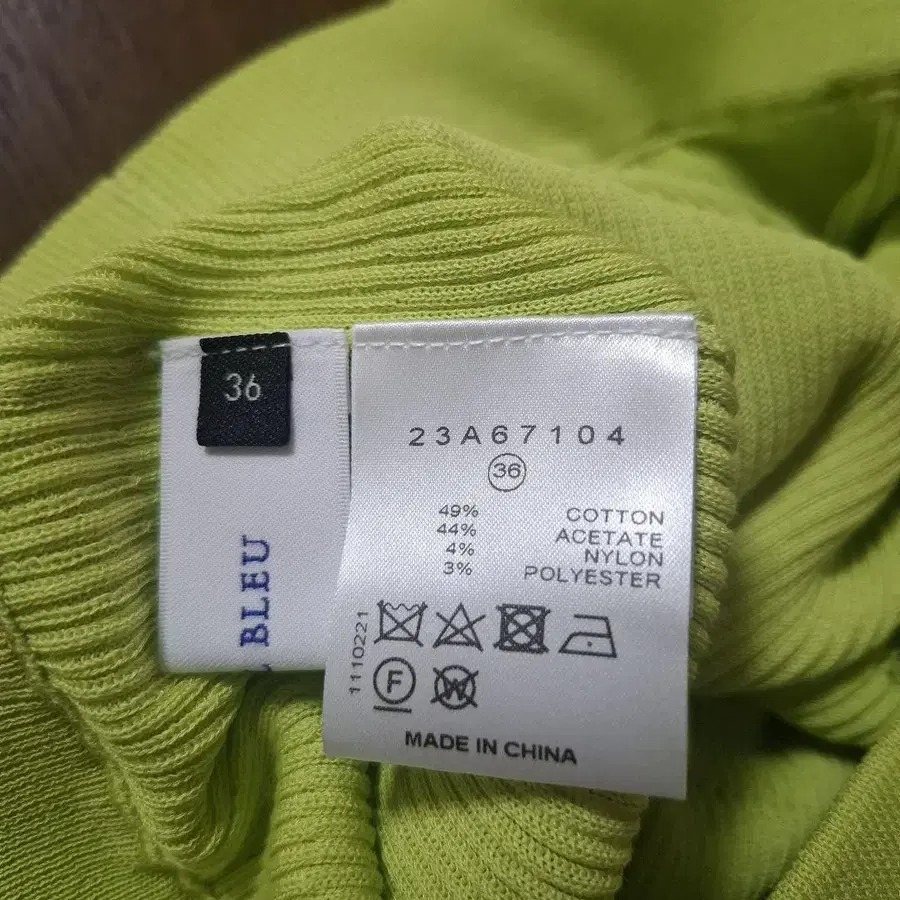 36
BLEU
23A67104
36
49% COTTON
44% ACETATE
4% NYLON
3% POLYESTER
1110221
F
W
MADE IN CHINA